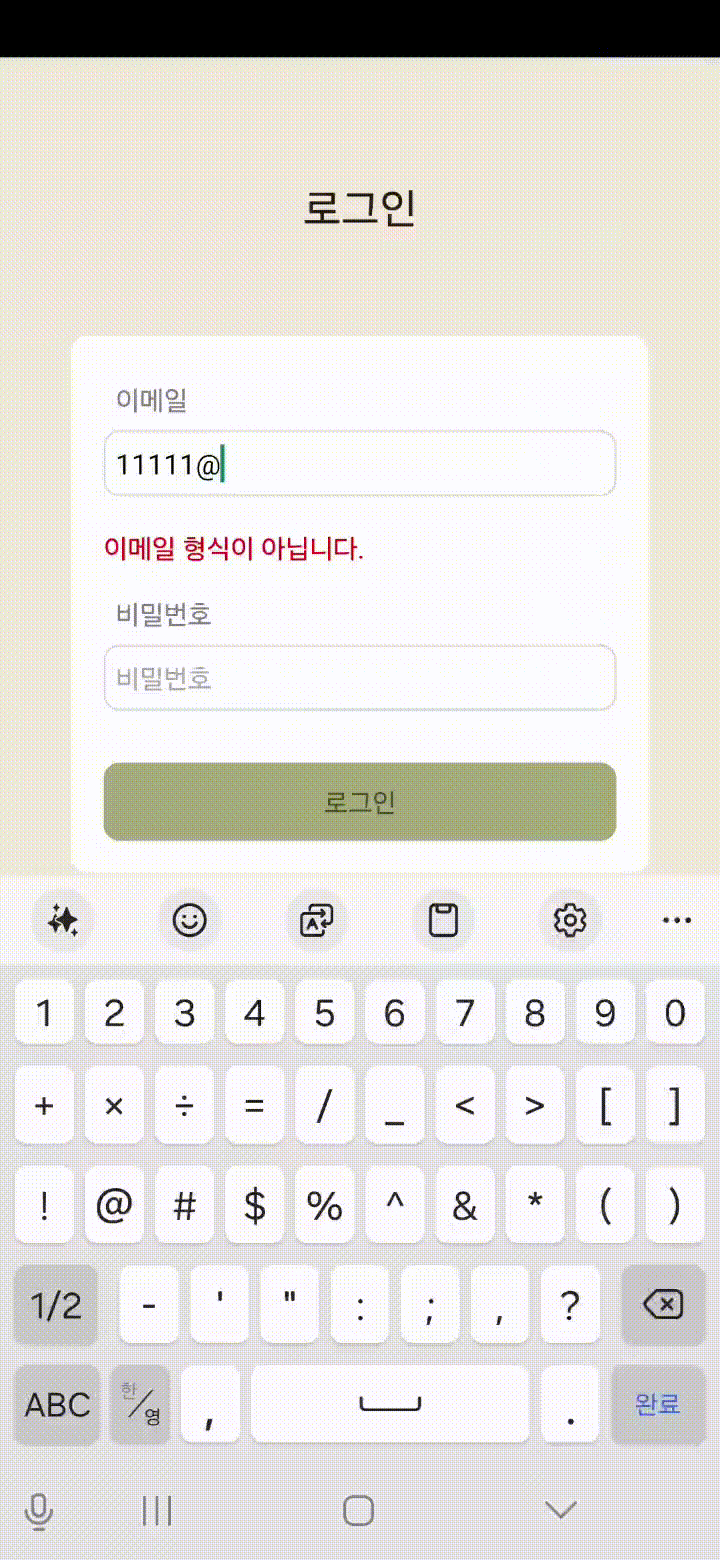 로그인
이메일
11111@
이메일 형식이 아닙니다.
비밀번호
비밀번호
로그인
1 2 3 4 5 6 7 8 9 0
+ × ÷ = / _ < > [ ]
! @ # $ % ^ & * ( )
1/2 - ' " : ; , ?
ABC 한/영 , . 완료